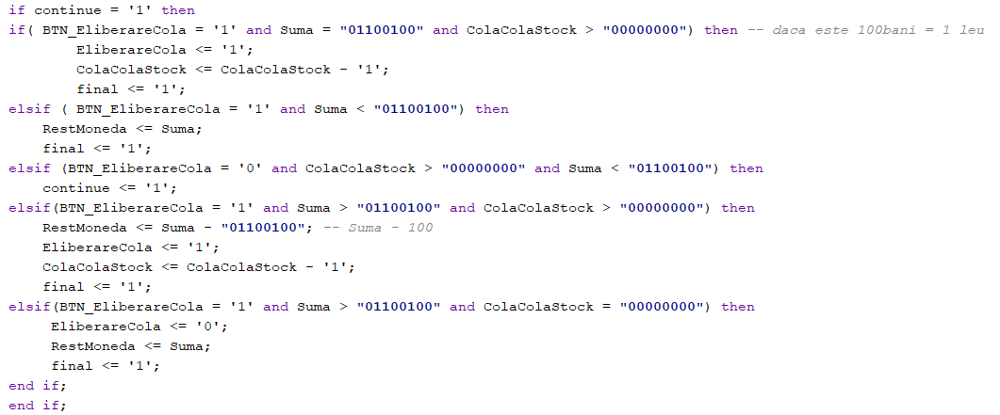 if continue = '1' then
if( BTN_EliberareCola = '1' and Suma = "01100100" and ColaColaStock > "00000000") then -- daca este 100bani = 1 leu
        EliberareCola <= '1';
        ColaColaStock <= ColaColaStock - '1';
        final <= '1';
elsif ( BTN_EliberareCola = '1' and Suma < "01100100") then
    RestMoneda <= Suma;
    final <= '1';
elsif (BTN_EliberareCola = '0' and ColaColaStock > "00000000" and Suma < "01100100") then
    continue <= '1';
elsif(BTN_EliberareCola = '1' and Suma > "01100100" and ColaColaStock > "00000000") then
    RestMoneda <= Suma - "01100100"; -- Suma - 100
    EliberareCola <= '1';
    ColaColaStock <= ColaColaStock - '1';
    final <= '1';
elsif(BTN_EliberareCola = '1' and Suma > "01100100" and ColaColaStock = "00000000") then
     EliberareCola <= '0';
     RestMoneda <= Suma;
     final <= '1';
end if;
end if;